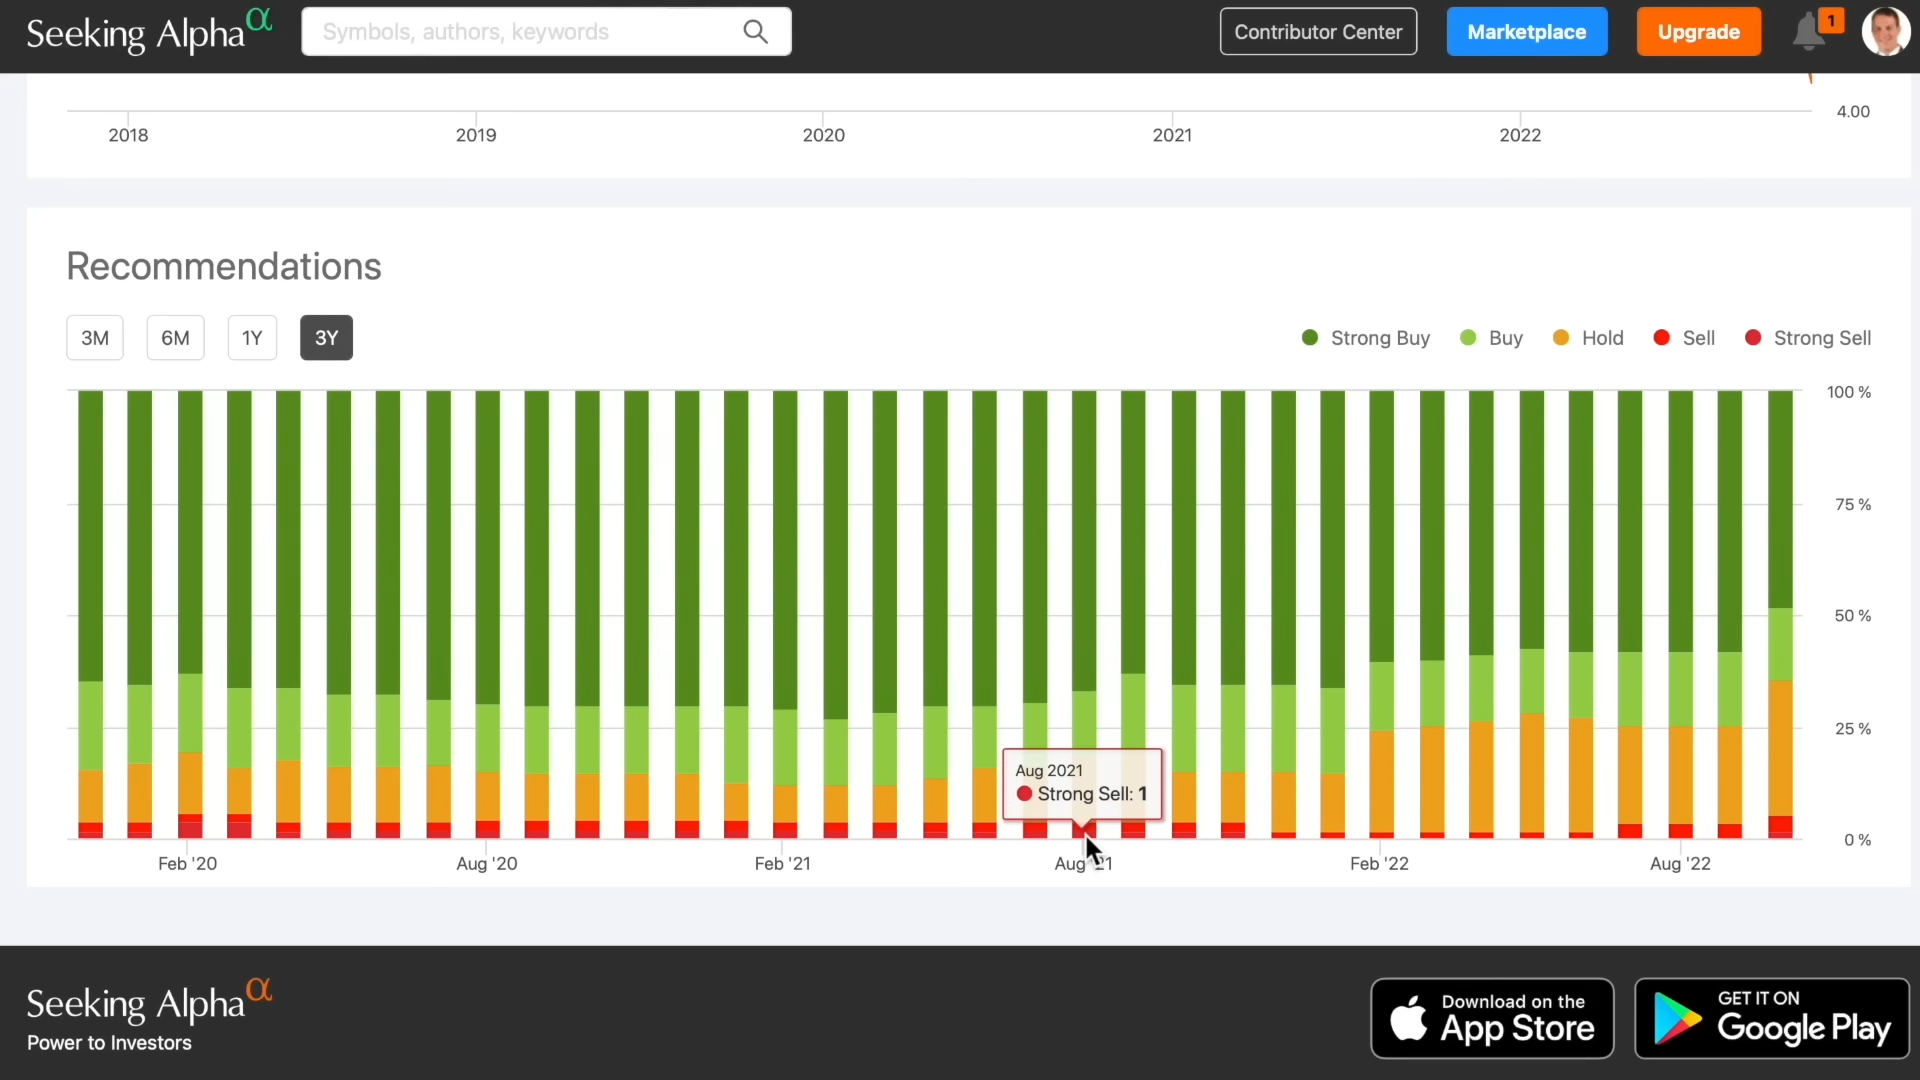 Seeking Alpha α
Symbols, authors, keywords
Contributor Center
Marketplace
Upgrade
1
4.00
2018 2019 2020 2021 2022
Recommendations
3M 6M 1Y 3Y
Strong Buy Buy Hold Sell Strong Sell
100 %
75 %
50 %
25 %
0 %
Aug 2021
Strong Sell: 1
Feb '20 Aug '20 Feb '21 Aug '21 Feb '22 Aug '22
Seeking Alpha α
Power to Investors
Download on the
App Store
GET IT ON
Google Play